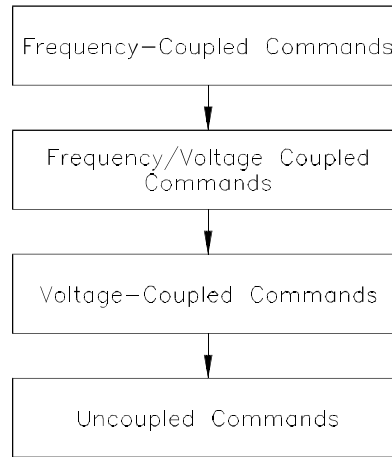 Frequency-Coupled Commands
Frequency/Voltage Coupled
Commands
Voltage-Coupled Commands
Uncoupled Commands